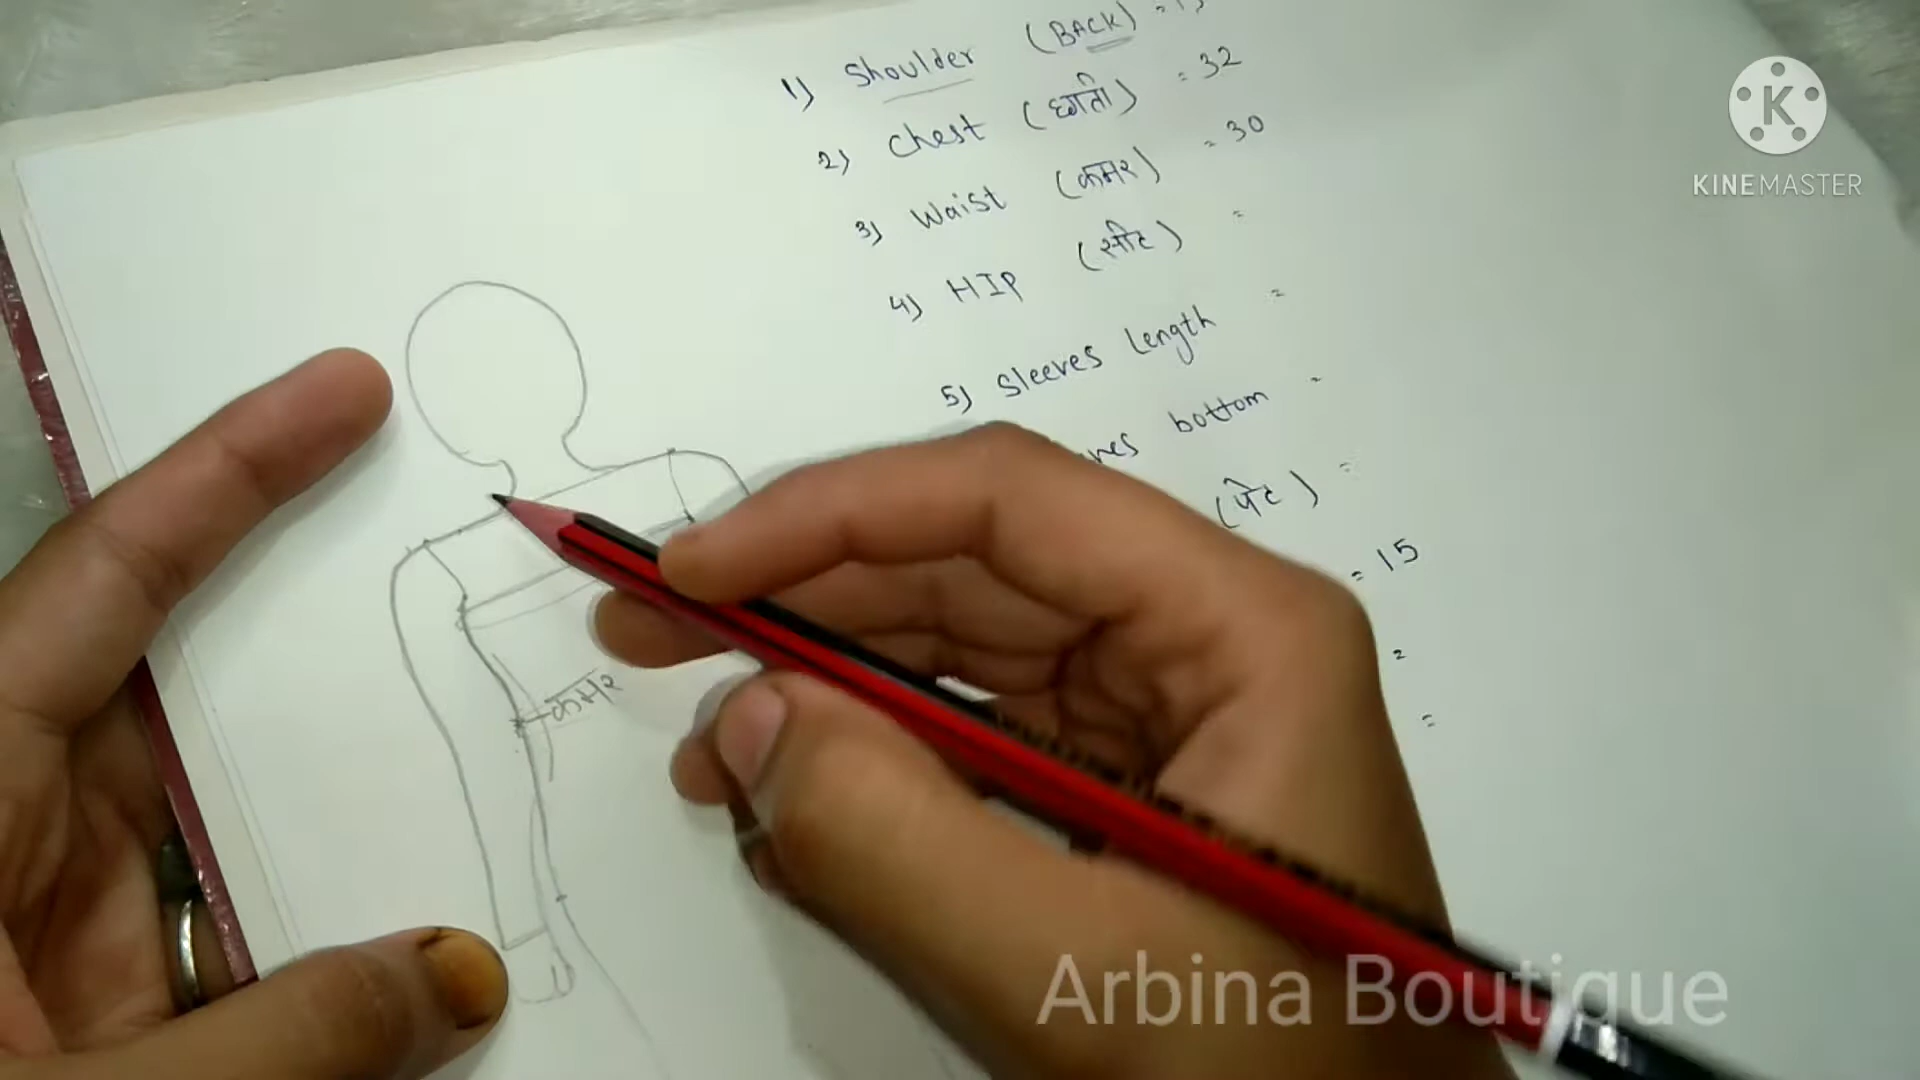 1) Shoulder (BACK) =
2) Chest (छाती) = 32
3) Waist (कमर) = 30
4) HIP (सीट) =
5) Sleeves Length =
bottom =
(पेट) =
= 15
=
=
कमर
K
KINEMASTER
Arbina Boutique